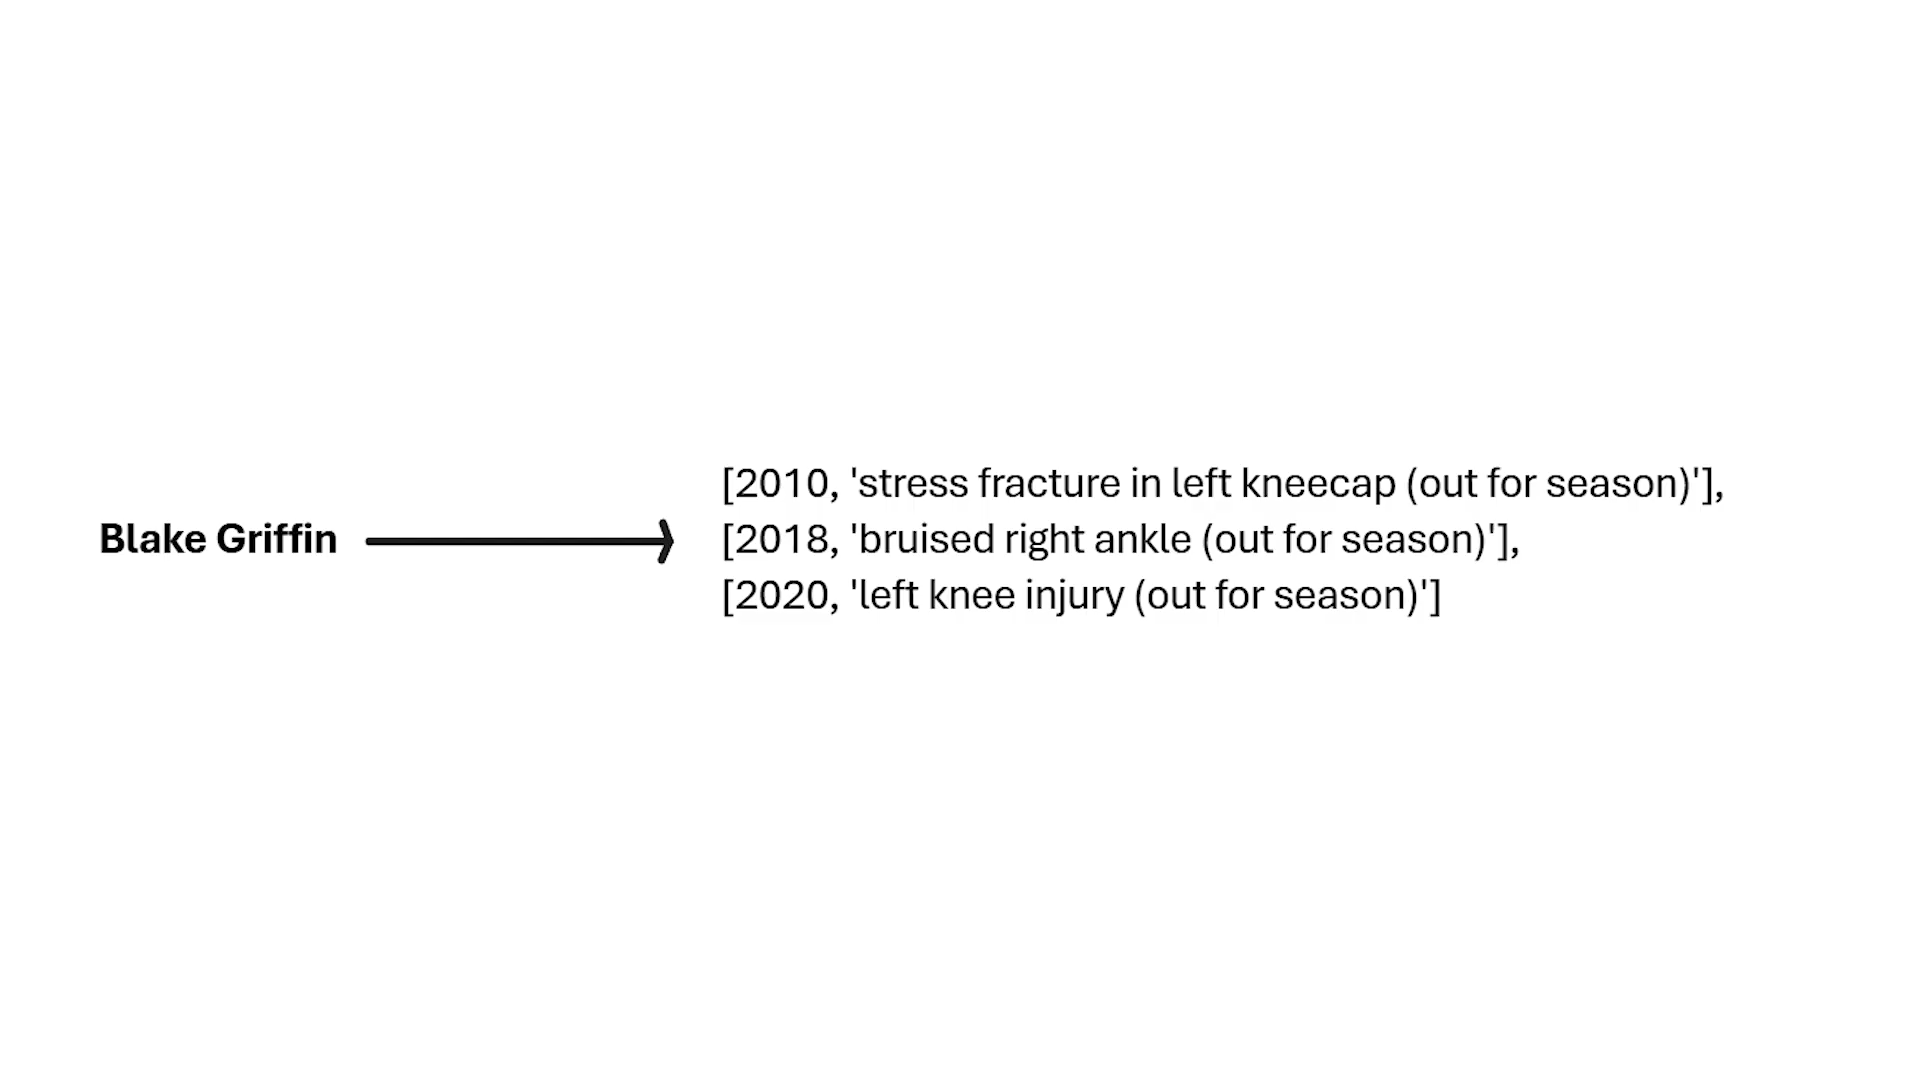 Blake Griffin
[2010, 'stress fracture in left kneecap (out for season)'],
[2018, 'bruised right ankle (out for season)'],
[2020, 'left knee injury (out for season)']